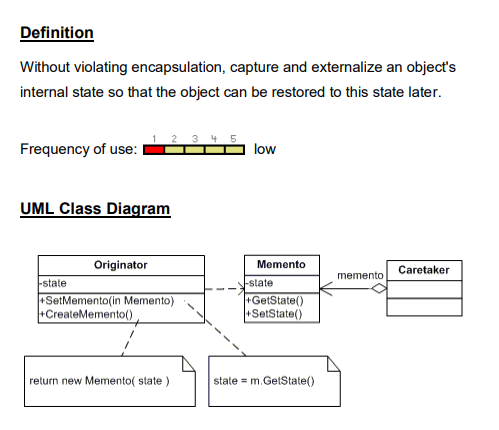 Definition
Without violating encapsulation, capture and externalize an object's
internal state so that the object can be restored to this state later.
1 2 3 4 5
Frequency of use: low
UML Class Diagram
Originator
-state
+SetMemento(in Memento)
+CreateMemento()
Memento
-state
+GetState()
+SetState()
memento
Caretaker
return new Memento( state )
state = m.GetState()